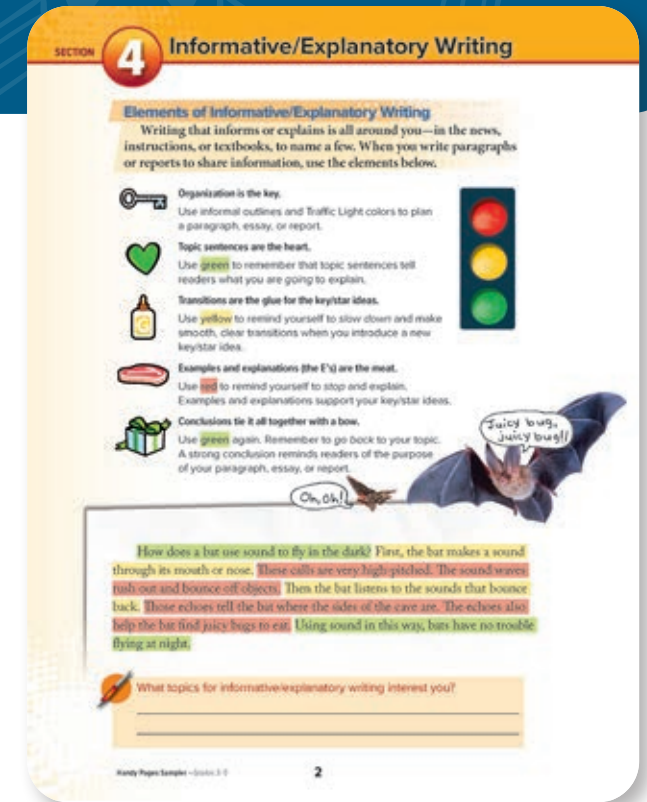 SECTION 4 Informative/Explanatory Writing
Elements of Informative/Explanatory Writing
Writing that informs or explains is all around you—in the news,
instructions, or textbooks, to name a few. When you write paragraphs
or reports to share information, use the elements below.
Organization is the key.
Use informal outlines and Traffic Light colors to plan
a paragraph, essay, or report.
Topic sentences are the heart.
Use green to remember that topic sentences tell
readers what you are going to explain.
Transitions are the glue for the key/star ideas.
G
Use yellow to remind yourself to slow down and make
smooth, clear transitions when you introduce a new
key/star idea.
Examples and explanations (the E's) are the meat.
Use red to remind yourself to stop and explain.
Examples and explanations support your key/star ideas.
Conclusions tie it all together with a bow.
Use green again. Remember to go back to your topic.
A strong conclusion reminds readers of the purpose
of your paragraph, essay, or report.
Juicy bug,
juicy bug!!
Oh, oh!
How does a bat use sound to fly in the dark? First, the bat makes a sound
through its mouth or nose. These calls are very high-pitched. The sound waves
rush out and bounce off objects. Then the bat listens to the sounds that bounce
back. Those echoes tell the bat where the sides of the cave are. The echoes also
help the bat find juicy bugs to eat. Using sound in this way, bats have no trouble
flying at night.
What topics for informative/explanatory writing interest you?
Handy Pages Sampler —Grades 3-5
2